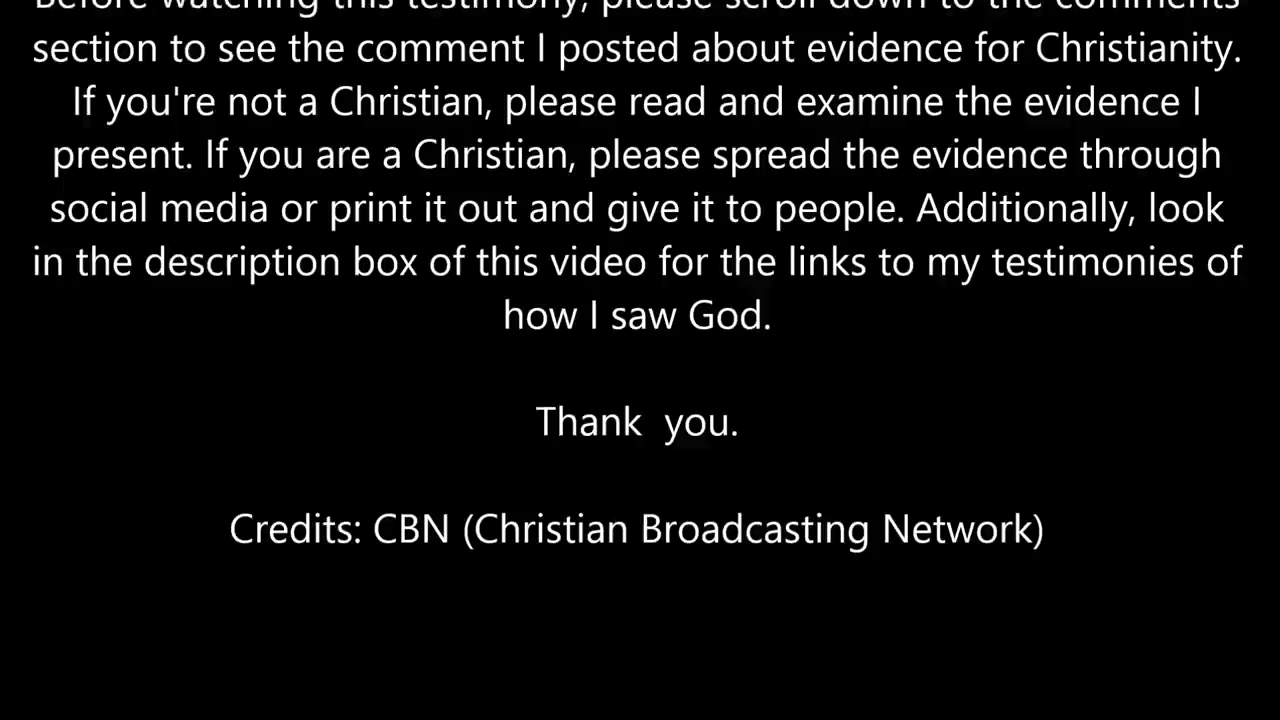 Before watching this testimony, please scroll down to the comments
section to see the comment I posted about evidence for Christianity.
If you're not a Christian, please read and examine the evidence I
present. If you are a Christian, please spread the evidence through
social media or print it out and give it to people. Additionally, look
in the description box of this video for the links to my testimonies of
how I saw God.
Thank you.
Credits: CBN (Christian Broadcasting Network)